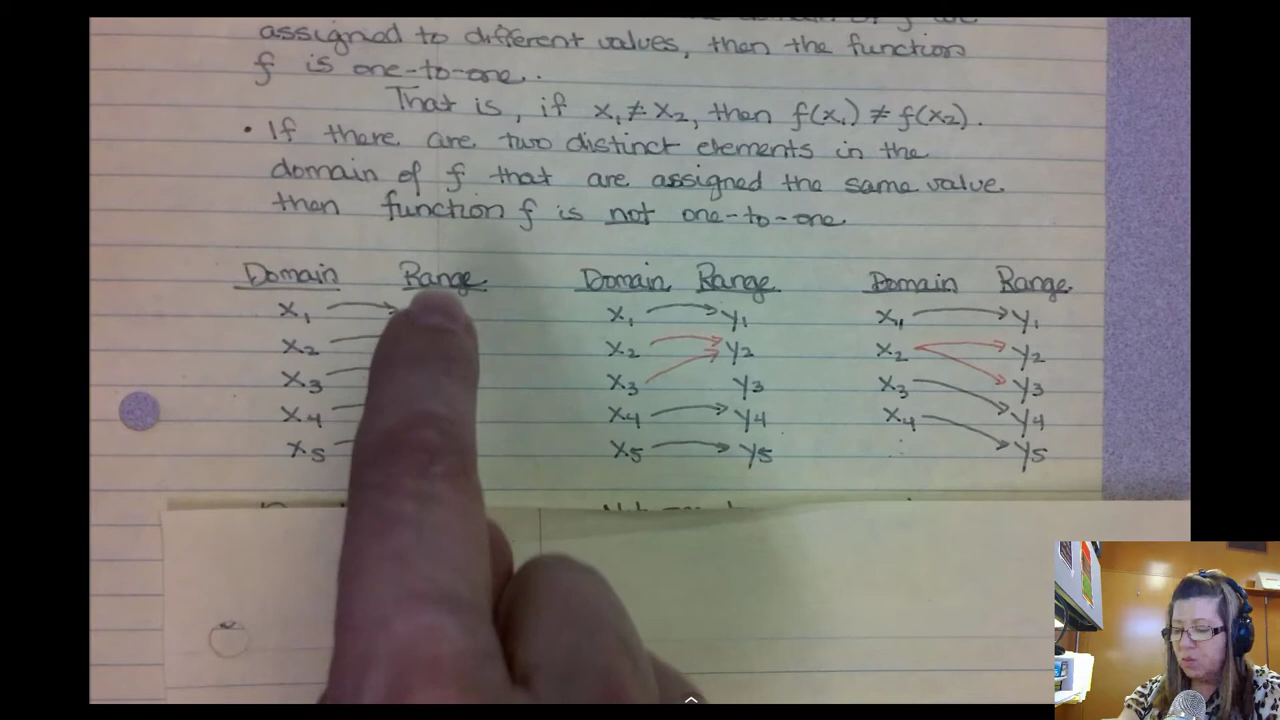 assigned to different values, then the function
f is one-to-one.
That is, if x₁ ≠ x₂, then f(x₁) ≠ f(x₂).
• If there are two distinct elements in the
domain of f that are assigned the same value
then function f is not one-to-one.
Domain Range Domain Range Domain Range
x₁ x₁ y₁ x₁ y₁
x₂ x₂ y₂ x₂ y₂
x₃ x₃ y₃ x₃ y₃
x₄ x₄ y₄ x₄ y₄
x₅ x₅ y₅ y₅